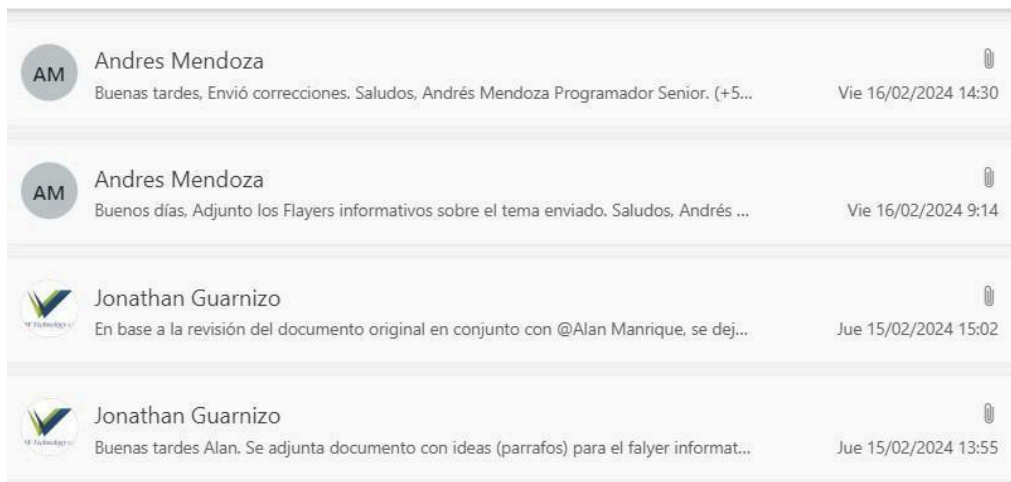 AM
Andres Mendoza
Buenas tardes, Envió correcciones. Saludos, Andrés Mendoza Programador Senior. (+5...
Vie 16/02/2024 14:30
AM
Andres Mendoza
Buenos días, Adjunto los Flayers informativos sobre el tema enviado. Saludos, Andrés ...
Vie 16/02/2024 9:14
Jonathan Guarnizo
En base a la revisión del documento original en conjunto con @Alan Manrique, se dej...
Jue 15/02/2024 15:02
Jonathan Guarnizo
Buenas tardes Alan. Se adjunta documento con ideas (parrafos) para el falyer informat...
Jue 15/02/2024 13:55